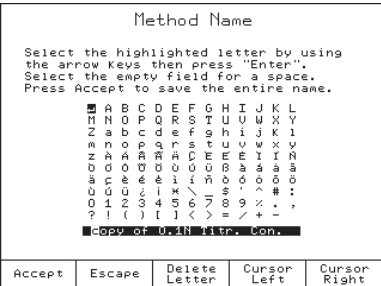 Method Name
Select the highlighted letter by using
the arrow Keys then press "Enter".
Select the empty field for a space.
Press Accept to save the entire name.
A B C D E F G H I J K L
M N O P Q R S T U V W X Y
Z a b c d e f g h i j k l
m n o p q r s t u v w x y
0 1 2 3 4 5 6 7 8 9 % . ,
? ! ( ) [ ] < > = / + -
Copy of 0.1N Titr. Con.
Accept Escape Delete Letter Cursor Left Cursor Right